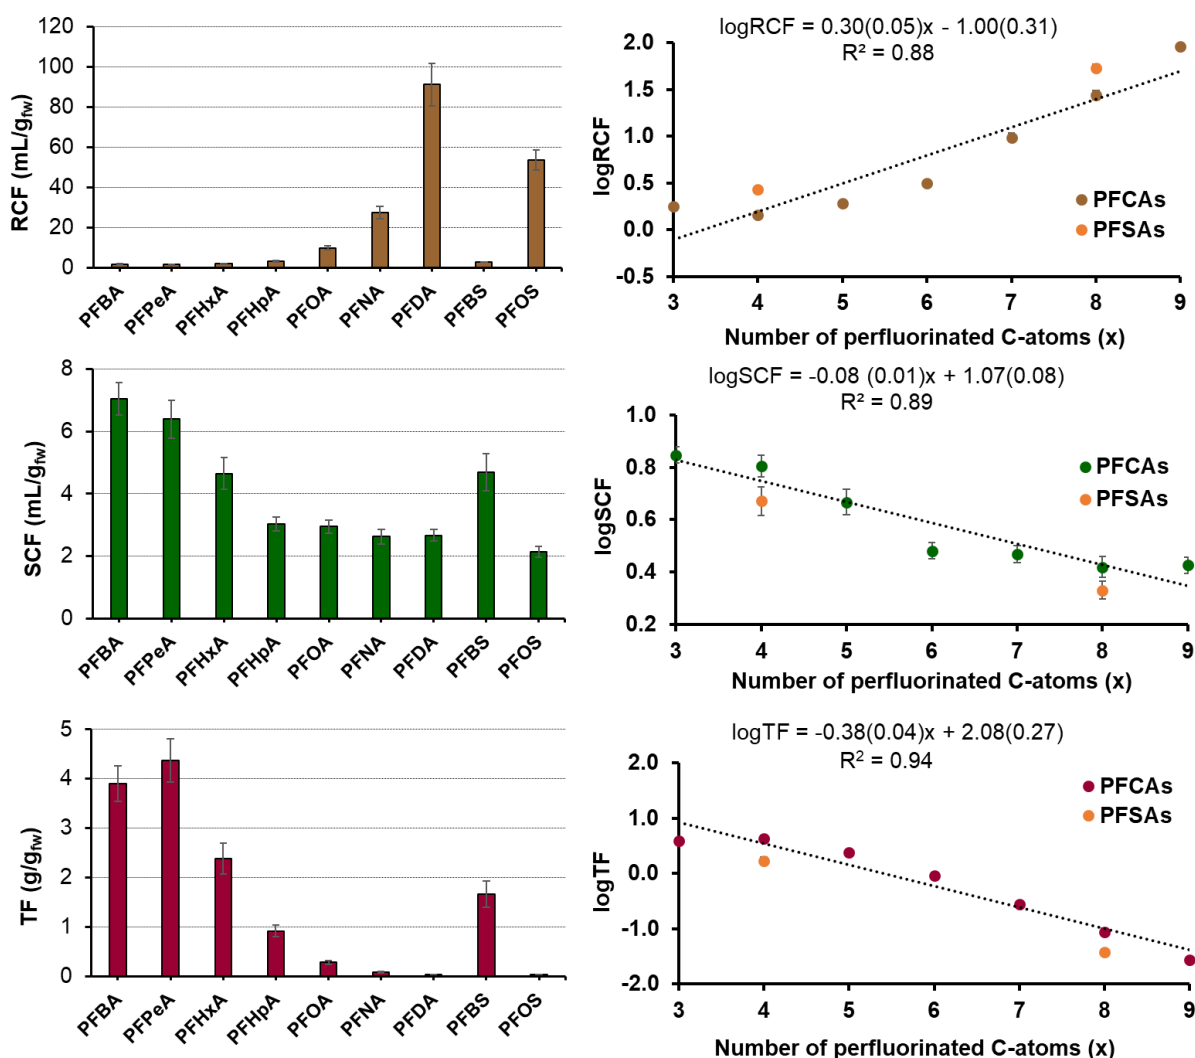 RCF (mL/gfw)
120
100
80
60
40
20
0
PFBA
PFPeA
PFHxA
PFHpA
PFOA
PFNA
PFDA
PFBS
PFOS
logRCF = 0.30(0.05)x - 1.00(0.31)
R² = 0.88
logRCF
2.0
1.5
1.0
0.5
0.0
-0.5
PFCAs
PFSAs
3 4 5 6 7 8 9
Number of perfluorinated C-atoms (x)
SCF (mL/gfw)
8
6
4
2
0
PFBA
PFPeA
PFHxA
PFHpA
PFOA
PFNA
PFDA
PFBS
PFOS
logSCF = -0.08 (0.01)x + 1.07(0.08)
R² = 0.89
logSCF
1.0
0.8
0.6
0.4
0.2
PFCAs
PFSAs
3 4 5 6 7 8 9
Number of perfluorinated C-atoms (x)
TF (g/gfw)
5
4
3
2
1
0
PFBA
PFPeA
PFHxA
PFHpA
PFOA
PFNA
PFDA
PFBS
PFOS
logTF = -0.38(0.04)x + 2.08(0.27)
R² = 0.94
logTF
2.0
1.0
0.0
-1.0
-2.0
PFCAs
PFSAs
3 4 5 6 7 8 9
Number of perfluorinated C-atoms (x)